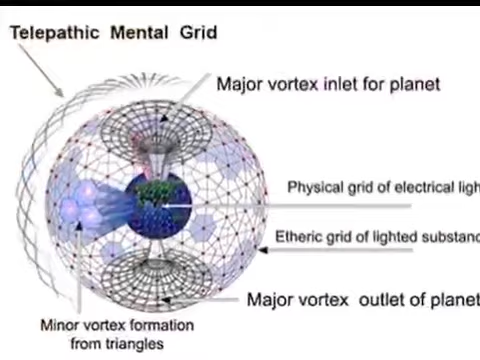 Telepathic Mental Grid
Major vortex inlet for planet
Physical grid of electrical ligh
Etheric grid of lighted substanc
Major vortex outlet of planet
Minor vortex formation
from triangles